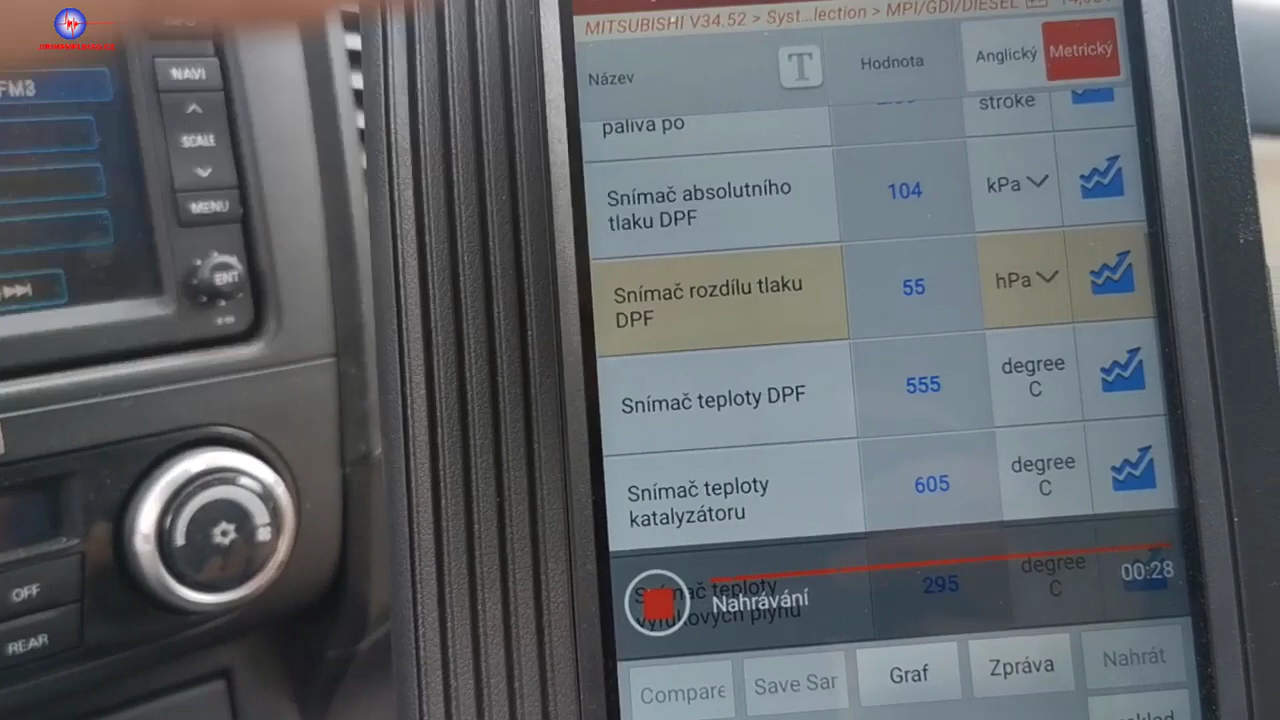 MITSUBISHI V34.52 > Syst...lection > MPI/GDI/DIESEL
Název
T
Hodnota
Anglický
Metrický
paliva po
stroke
Snímač absolutního
tlaku DPF
104
kPa
Snímač rozdílu tlaku
DPF
55
hPa
Snímač teploty DPF
555
degree
C
Snímač teploty
katalyzátoru
605
degree
C
teploty
výfukových plynů
295
degree
C
Nahrávání
00:28
Compare
Save Sar
Graf
Zpráva
Nahrát
FM3
NAVI
SCALE
MENU
ENT
OFF
REAR